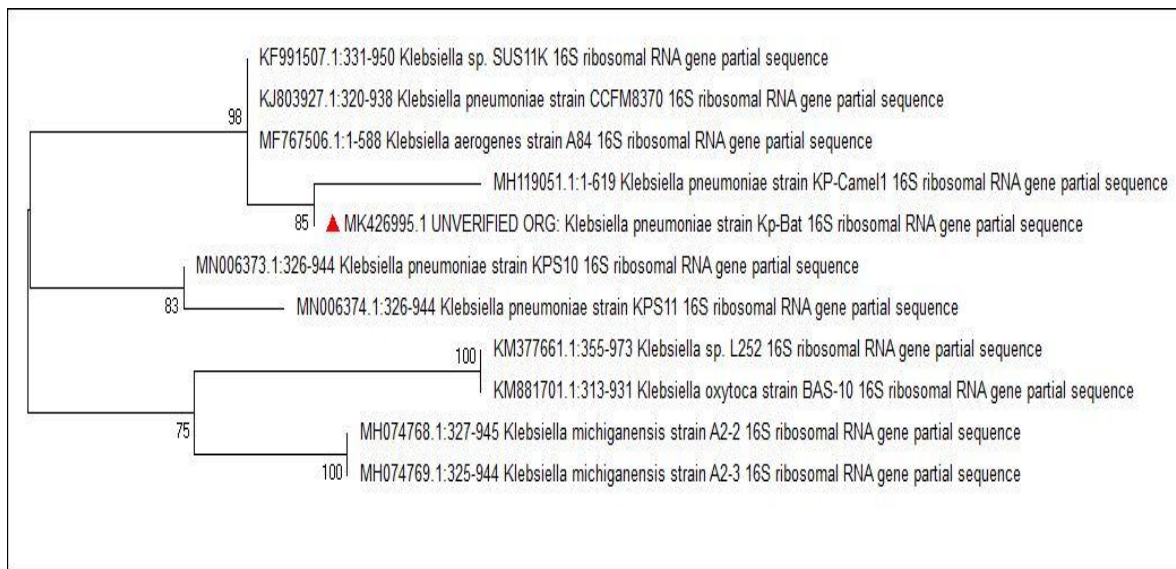 KF991507.1:331-950 Klebsiella sp. SUS11K 16S ribosomal RNA gene partial sequence
98
KJ803927.1:320-938 Klebsiella pneumoniae strain CCFM8370 16S ribosomal RNA gene partial sequence
MF767506.1:1-588 Klebsiella aerogenes strain A84 16S ribosomal RNA gene partial sequence
MH119051.1:1-619 Klebsiella pneumoniae strain KP-Camel1 16S ribosomal RNA gene partial sequence
85
MK426995.1 UNVERIFIED ORG: Klebsiella pneumoniae strain Kp-Bat 16S ribosomal RNA gene partial sequence
MN006373.1:326-944 Klebsiella pneumoniae strain KPS10 16S ribosomal RNA gene partial sequence
83
MN006374.1:326-944 Klebsiella pneumoniae strain KPS11 16S ribosomal RNA gene partial sequence
100
KM377661.1:355-973 Klebsiella sp. L252 16S ribosomal RNA gene partial sequence
KM881701.1:313-931 Klebsiella oxytoca strain BAS-10 16S ribosomal RNA gene partial sequence
75
MH074768.1:327-945 Klebsiella michiganensis strain A2-2 16S ribosomal RNA gene partial sequence
100
MH074769.1:325-944 Klebsiella michiganensis strain A2-3 16S ribosomal RNA gene partial sequence